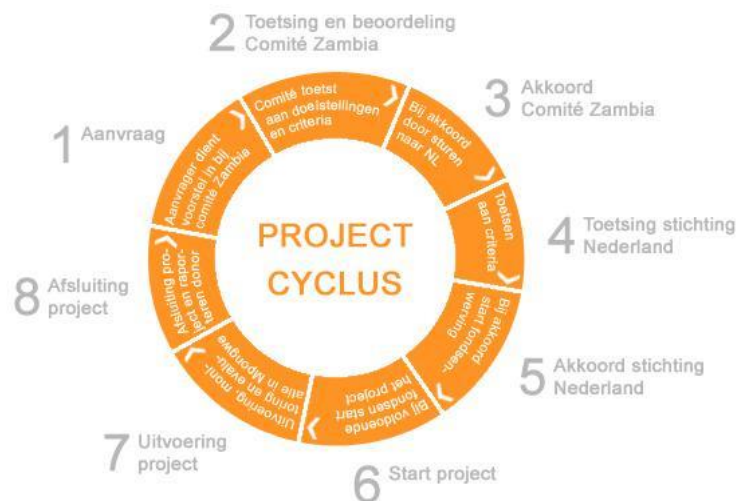 2 Toetsing en beoordeling
Comité Zambia
Comité toetst
aan doelstellingen
en criteria
3 Akkoord
Comité Zambia
Bij akkoord
door sturen
naar NL
4 Toetsing stichting
Nederland
Toetsen
aan criteria
5 Akkoord stichting
Nederland
Bij akkoord
start fondsen-
werving
6 Start project
Bij voldoende
fondsen start
het project
7 Uitvoering
project
Uitvoering, moni-
toring en evalu-
atie in Mpongwe
8 Afsluiting
project
Afsluiting pro-
ject en rapor-
teren donor
1 Aanvraag
Aanvrager dient
voorstel in bij
comité Zambia
PROJECT
CYCLUS